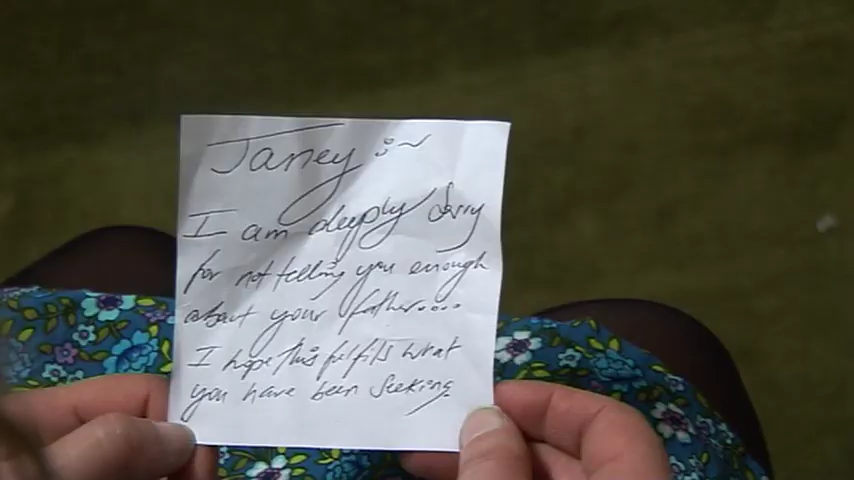 Janey :~
I am deeply sorry
for not telling you enough
about your father....
I hope this fulfils what
you have been seeking.